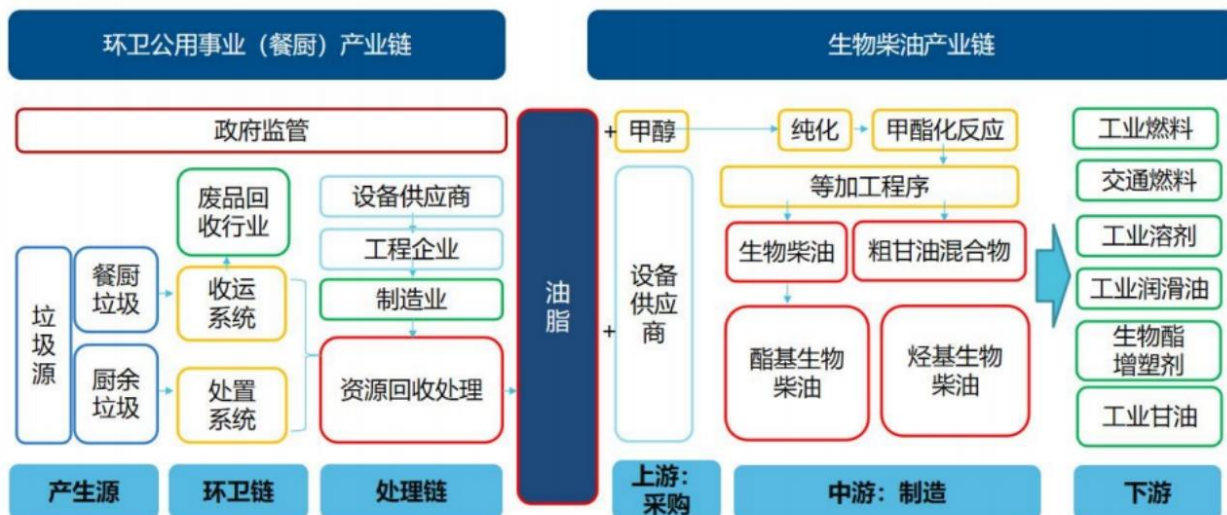 环卫公用事业（餐厨）产业链
生物柴油产业链
政府监管
废品回
收行业
设备供应商
工程企业
制造业
垃
圾
源
餐厨
垃圾
厨余
垃圾
收运
系统
处置
系统
资源回收处理
油
脂
+
甲醇
+
设备
供应
商
纯化
甲酯化反应
等加工程序
生物柴油
粗甘油混合物
酯基生物
柴油
烃基生物
柴油
工业燃料
交通燃料
工业溶剂
工业润滑油
生物酯
增塑剂
工业甘油
产生源
环卫链
处理链
上游：
采购
中游：制造
下游